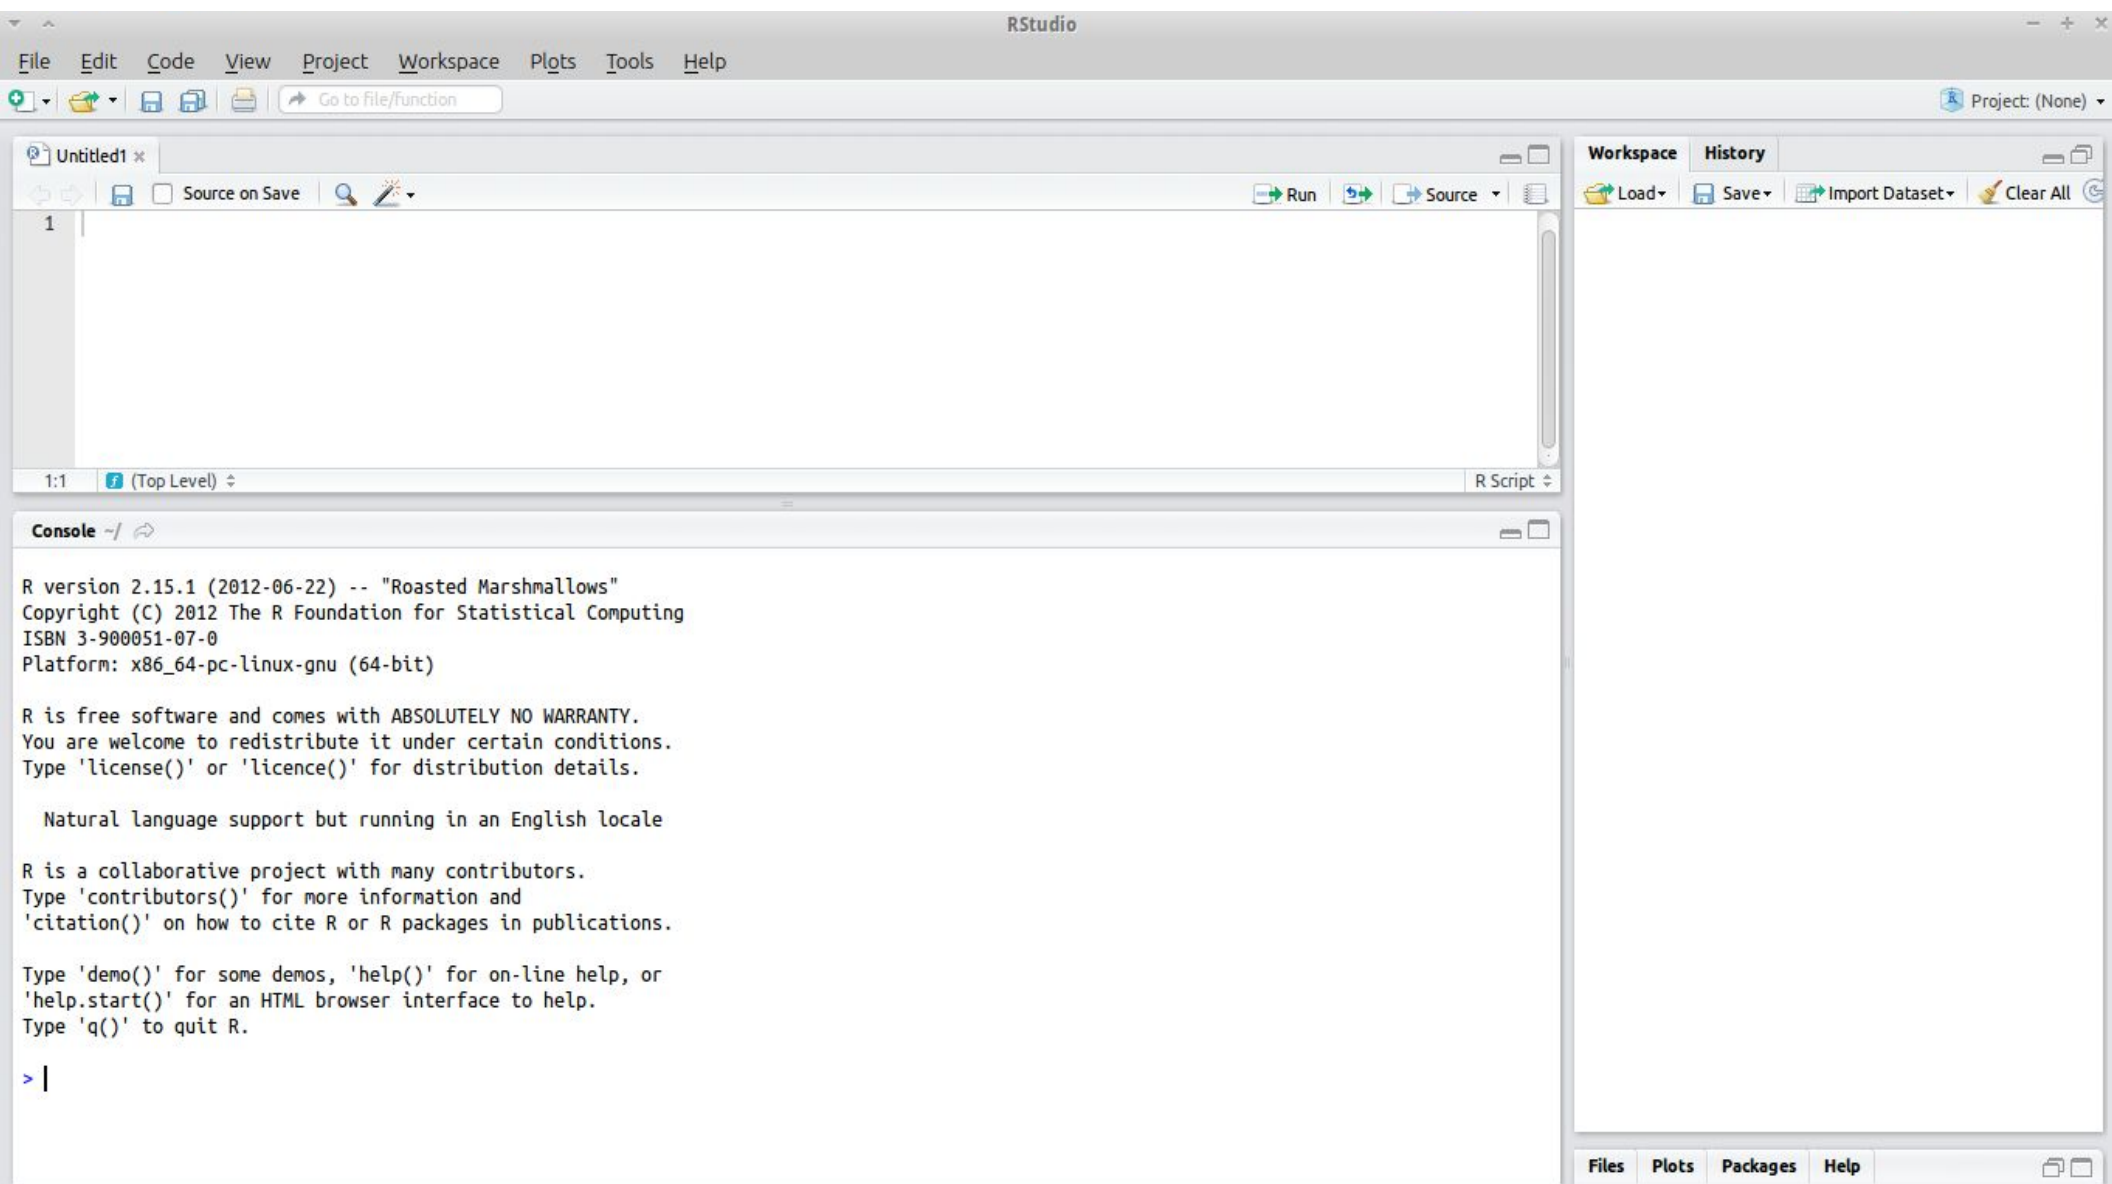 RStudio
File Edit Code View Project Workspace Plots Tools Help
Go to file/function
Project: (None)
Untitled1
Source on Save
Run
Source
1
1:1 (Top Level)
R Script
Console ~/
R version 2.15.1 (2012-06-22) -- "Roasted Marshmallows"
Copyright (C) 2012 The R Foundation for Statistical Computing
ISBN 3-900051-07-0
Platform: x86_64-pc-linux-gnu (64-bit)
R is free software and comes with ABSOLUTELY NO WARRANTY.
You are welcome to redistribute it under certain conditions.
Type 'license()' or 'licence()' for distribution details.
Natural language support but running in an English locale
R is a collaborative project with many contributors.
Type 'contributors()' for more information and
'citation()' on how to cite R or R packages in publications.
Type 'demo()' for some demos, 'help()' for on-line help, or
'help.start()' for an HTML browser interface to help.
Type 'q()' to quit R.
>
Workspace History
Load Save Import Dataset Clear All
Files Plots Packages Help